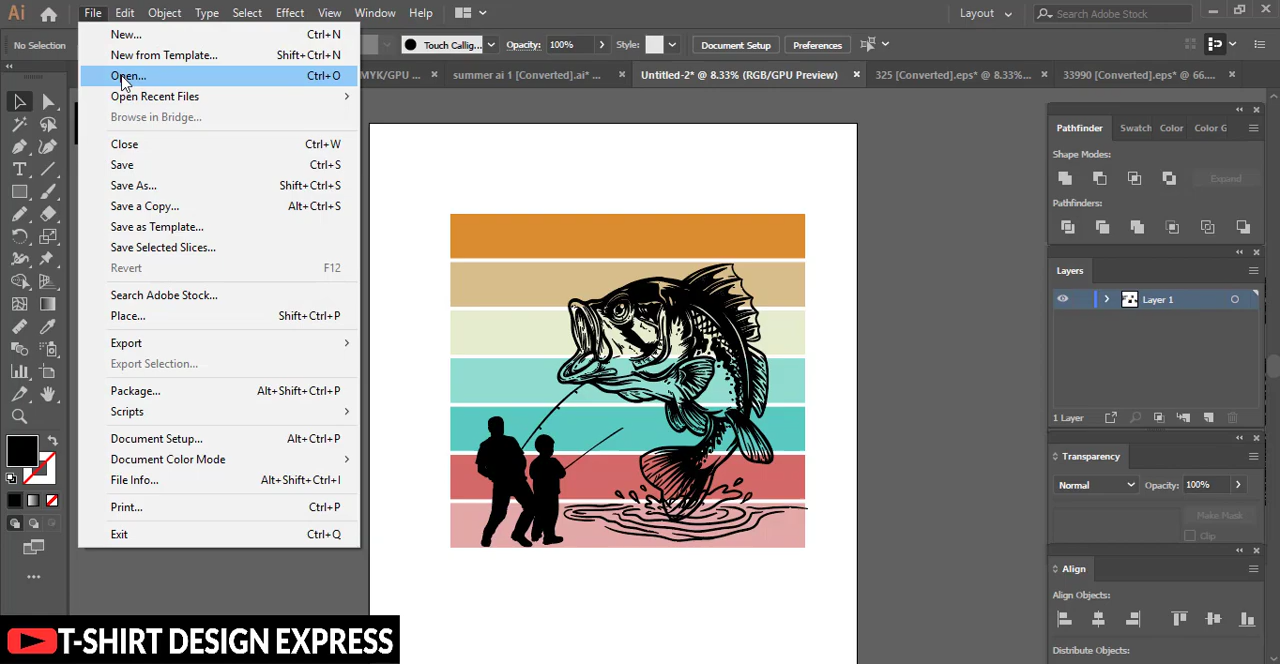 Ai File Edit Object Type Select Effect View Window Help Layout Search Adobe Stock
No Selection Touch Callig... Opacity: 100% Style: Document Setup Preferences
MYK/GPU ... × summer ai 1 [Converted].ai* ... × Untitled-2* @ 8.33% (RGB/GPU Preview) × 325 [Converted].eps* @ 8.33%... × 33990 [Converted].eps* @ 66.... ×
New... Ctrl+N
New from Template... Shift+Ctrl+N
Open... Ctrl+O
Open Recent Files
Browse in Bridge...
Close Ctrl+W
Save Ctrl+S
Save As... Shift+Ctrl+S
Save a Copy... Alt+Ctrl+S
Save as Template...
Save Selected Slices...
Revert F12
Search Adobe Stock...
Place... Shift+Ctrl+P
Export
Export Selection...
Package... Alt+Shift+Ctrl+P
Scripts
Document Setup... Alt+Ctrl+P
Document Color Mode
File Info... Alt+Shift+Ctrl+I
Print... Ctrl+P
Exit Ctrl+Q
Pathfinder Swatch Color Color G
Shape Modes:
Expand
Pathfinders:
Layers
Layer 1
1 Layer
Transparency
Normal Opacity: 100%
Make Mask
Clip
Align
Align Objects:
Distribute Objects:
T-SHIRT DESIGN EXPRESS